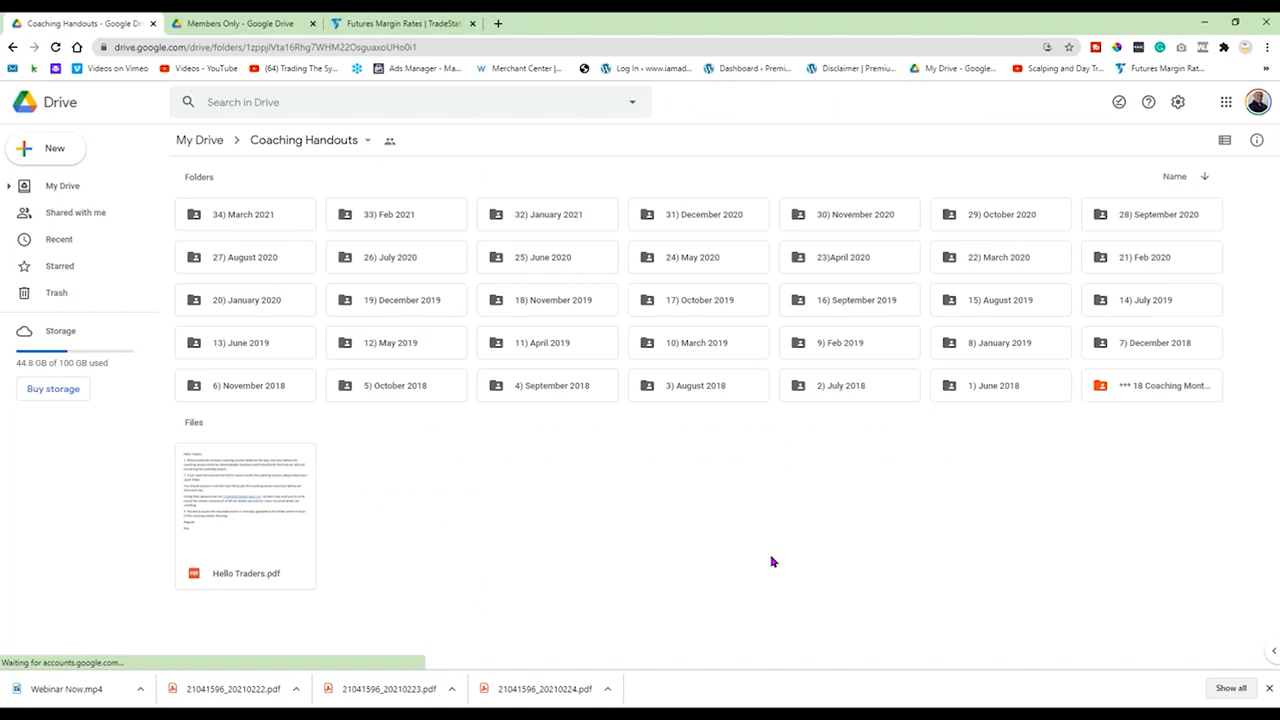 Coaching Handouts - Google Dri
Members Only - Google Drive
Futures Margin Rates | TradeStat
drive.google.com/drive/folders/1zppjlVta16Rhg7WHM22OsguaxoUHo0i1
Videos on Vimeo
Videos - YouTube
(64) Trading The Sy...
Ads Manager - Ma...
Merchant Center |...
Log In ‹ www.iamad...
Dashboard ‹ Premi...
Disclaimer | Premiu...
My Drive - Google...
Scalping and Day Tr...
Futures Margin Rat...
Drive
Search in Drive
New
My Drive
Coaching Handouts
Folders
Name
My Drive
Shared with me
Recent
Starred
Trash
Storage
44.8 GB of 100 GB used
Buy storage
34) March 2021
33) Feb 2021
32) January 2021
31) December 2020
30) November 2020
29) October 2020
28) September 2020
27) August 2020
26) July 2020
25) June 2020
24) May 2020
23)April 2020
22) March 2020
21) Feb 2020
20) January 2020
19) December 2019
18) November 2019
17) October 2019
16) September 2019
15) August 2019
14) July 2019
13) June 2019
12) May 2019
11) April 2019
10) March 2019
9) Feb 2019
8) January 2019
7) December 2018
6) November 2018
5) October 2018
4) September 2018
3) August 2018
2) July 2018
1) June 2018
*** 18 Coaching Mont...
Files
Hello Traders,
PDF
Hello Traders.pdf
Waiting for accounts.google.com...
Webinar Now.mp4
21041596_20210222.pdf
21041596_20210223.pdf
21041596_20210224.pdf
Show all